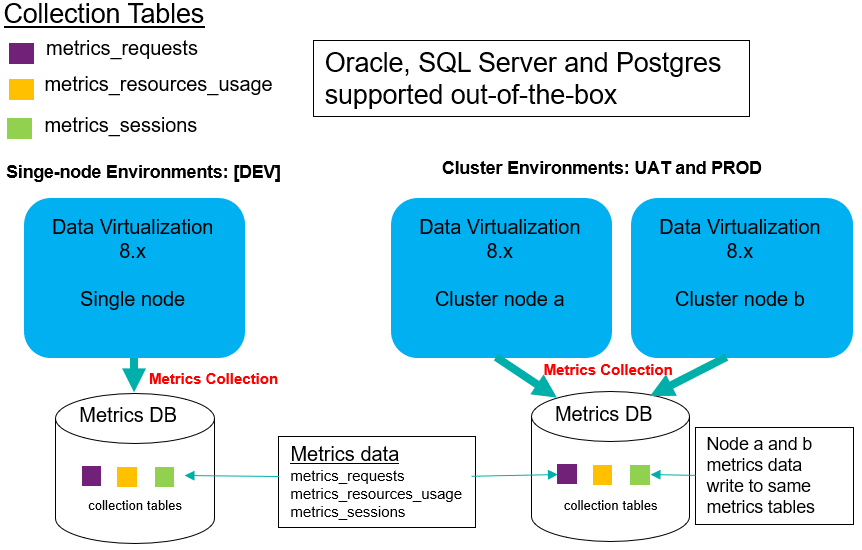 Collection Tables
metrics_requests
metrics_resources_usage
metrics_sessions
Oracle, SQL Server and Postgres
supported out-of-the-box
Singe-node Environments: [DEV]
Cluster Environments: UAT and PROD
Data Virtualization
8.x
Single node
Data Virtualization
8.x
Cluster node a
Data Virtualization
8.x
Cluster node b
Metrics Collection
Metrics Collection
Metrics DB
collection tables
Metrics data
metrics_requests
metrics_resources_usage
metrics_sessions
Metrics DB
collection tables
Node a and b
metrics data
write to same
metrics tables